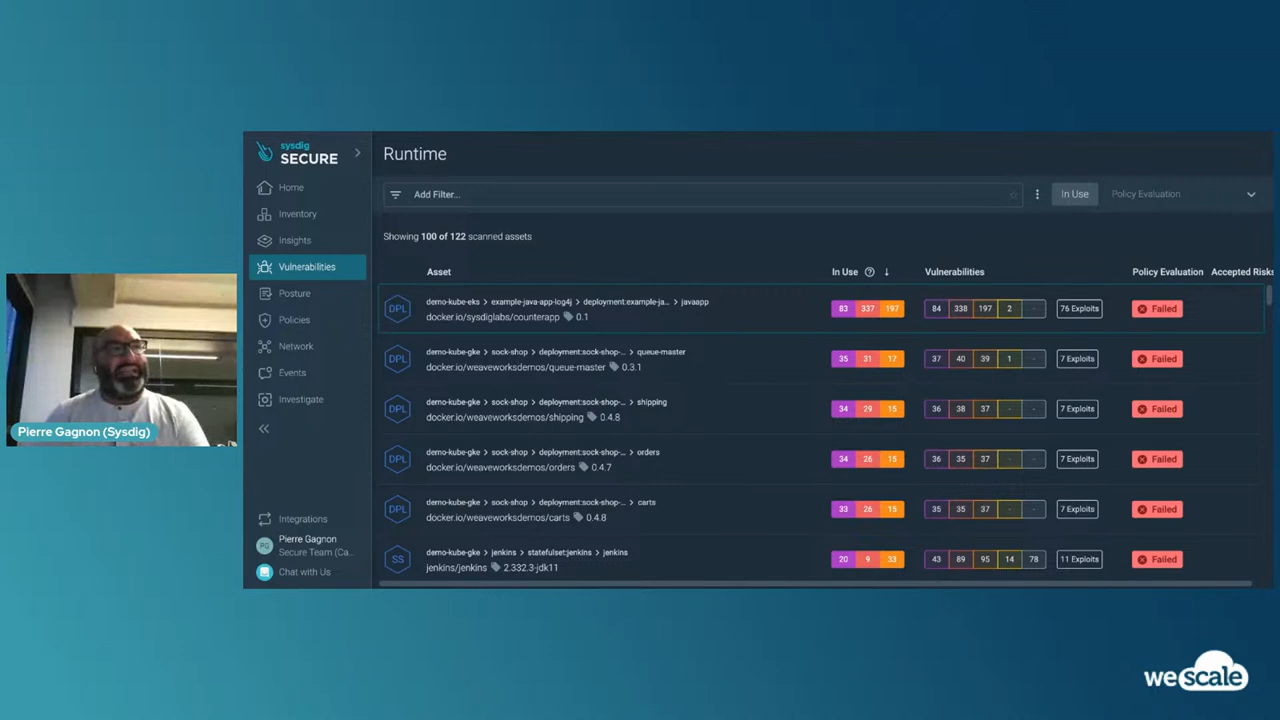 sysdig
SECURE
Home
Inventory
Insights
Vulnerabilities
Posture
Policies
Network
Events
Investigate
Integrations
PG
Pierre Gagnon
Secure Team (Ca...
Chat with Us
Runtime
Add Filter...
In Use
Policy Evaluation
Showing 100 of 122 scanned assets
Asset In Use Vulnerabilities Policy Evaluation Accepted Risks
DPL demo-kube-eks > example-java-app-log4j > deployment:example-ja... > javaapp
docker.io/sysdiglabs/counterapp 0.1
83 337 197 84 338 197 2 - 76 Exploits Failed
DPL demo-kube-gke > sock-shop > deployment:sock-shop-... > queue-master
docker.io/weaveworksdemos/queue-master 0.3.1
35 31 17 37 40 39 1 - 7 Exploits Failed
DPL demo-kube-gke > sock-shop > deployment:sock-shop-... > shipping
docker.io/weaveworksdemos/shipping 0.4.8
34 29 15 36 38 37 - - 7 Exploits Failed
DPL demo-kube-gke > sock-shop > deployment:sock-shop-... > orders
docker.io/weaveworksdemos/orders 0.4.7
34 26 15 36 35 37 - - 7 Exploits Failed
DPL demo-kube-gke > sock-shop > deployment:sock-shop-... > carts
docker.io/weaveworksdemos/carts 0.4.8
33 26 15 35 35 37 - - 7 Exploits Failed
SS demo-kube-gke > jenkins > statefulset:jenkins > jenkins
jenkins/jenkins 2.332.3-jdk11
20 9 33 43 89 95 14 78 11 Exploits Failed
Pierre Gagnon (Sysdig)
wescale